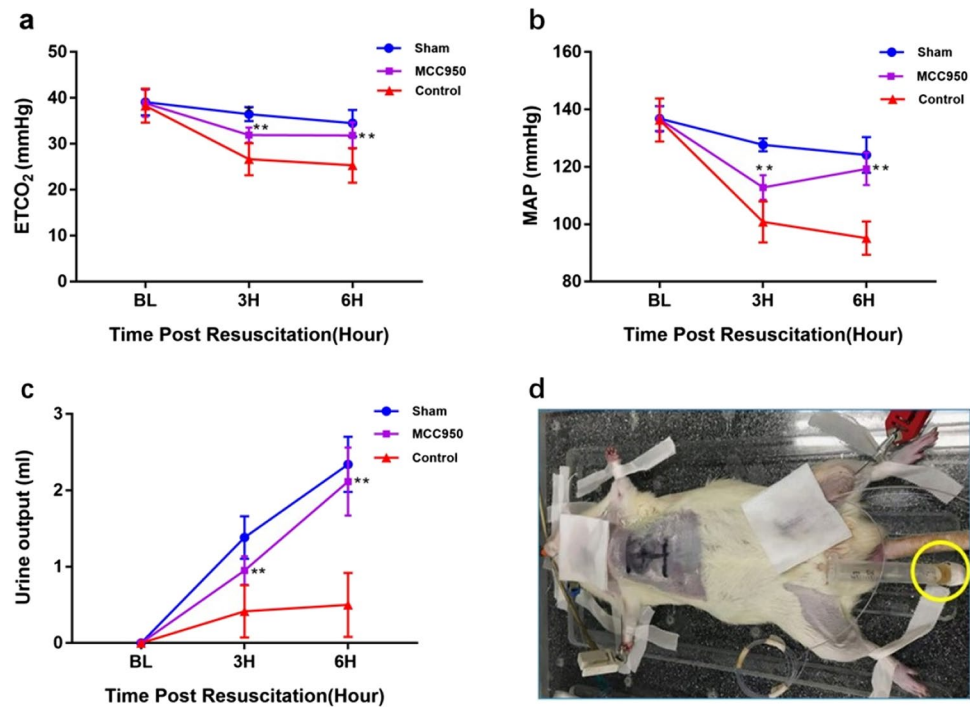 a
50
40
30
20
10
0
ETCO2 (mmHg)
Sham
MCC950
Control
**
**
BL
3H
6H
Time Post Resuscitation(Hour)
b
160
140
120
100
80
MAP (mmHg)
Sham
MCC950
Control
**
**
BL
3H
6H
Time Post Resuscitation(Hour)
c
3
2
1
0
Urine output (ml)
Sham
MCC950
Control
**
**
BL
3H
6H
Time Post Resuscitation(Hour)
d